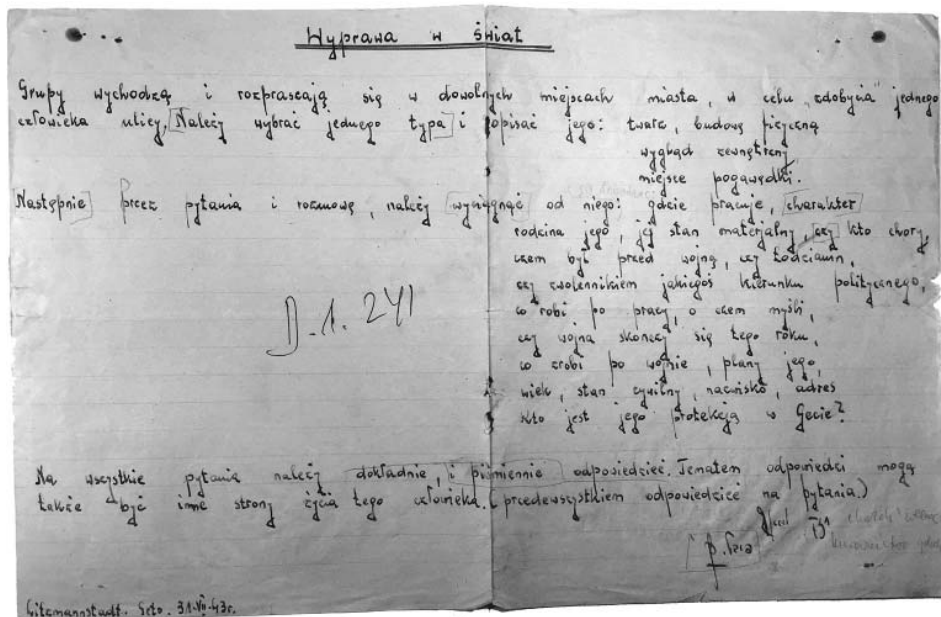 Wyprawa w świat
Grupy wychodzą i rozpraszają się w dowolnych miejscach miasta, w celu „zdobycia" jednego
człowieka ulicy. Należy wybrać jednego typa i opisać jego: twarz, budowę fizyczną
wygląd zewnętrzny,
miejsce pogawędki.
Następnie przez pytania i rozmowę, należy wyciągnąć od niego: gdzie pracuje, charakter
rodzina jego, jej stan materjalny, czy kto chory,
czem był przed wojną, czy Łodzianin,
czy zwolennikiem jakiegoś kierunku politycznego,
co robi po pracy, o czem myśli,
czy wojna skończy się tego roku,
co zrobi po wojnie, plany jego,
wiek, stan cywilny, nazwisko, adres
Kto jest jego protekcją w Gecie?
D.1.241
Na wszystkie pytania należy dokładnie, i piśmiennie odpowiedzieć. Tematem odpowiedzi mogą
także być inne strony życia tego człowieka. (przedewszystkiem odpowiedzieć na pytania.)
Litzmannstadt. Geto. 31.VII.43r.